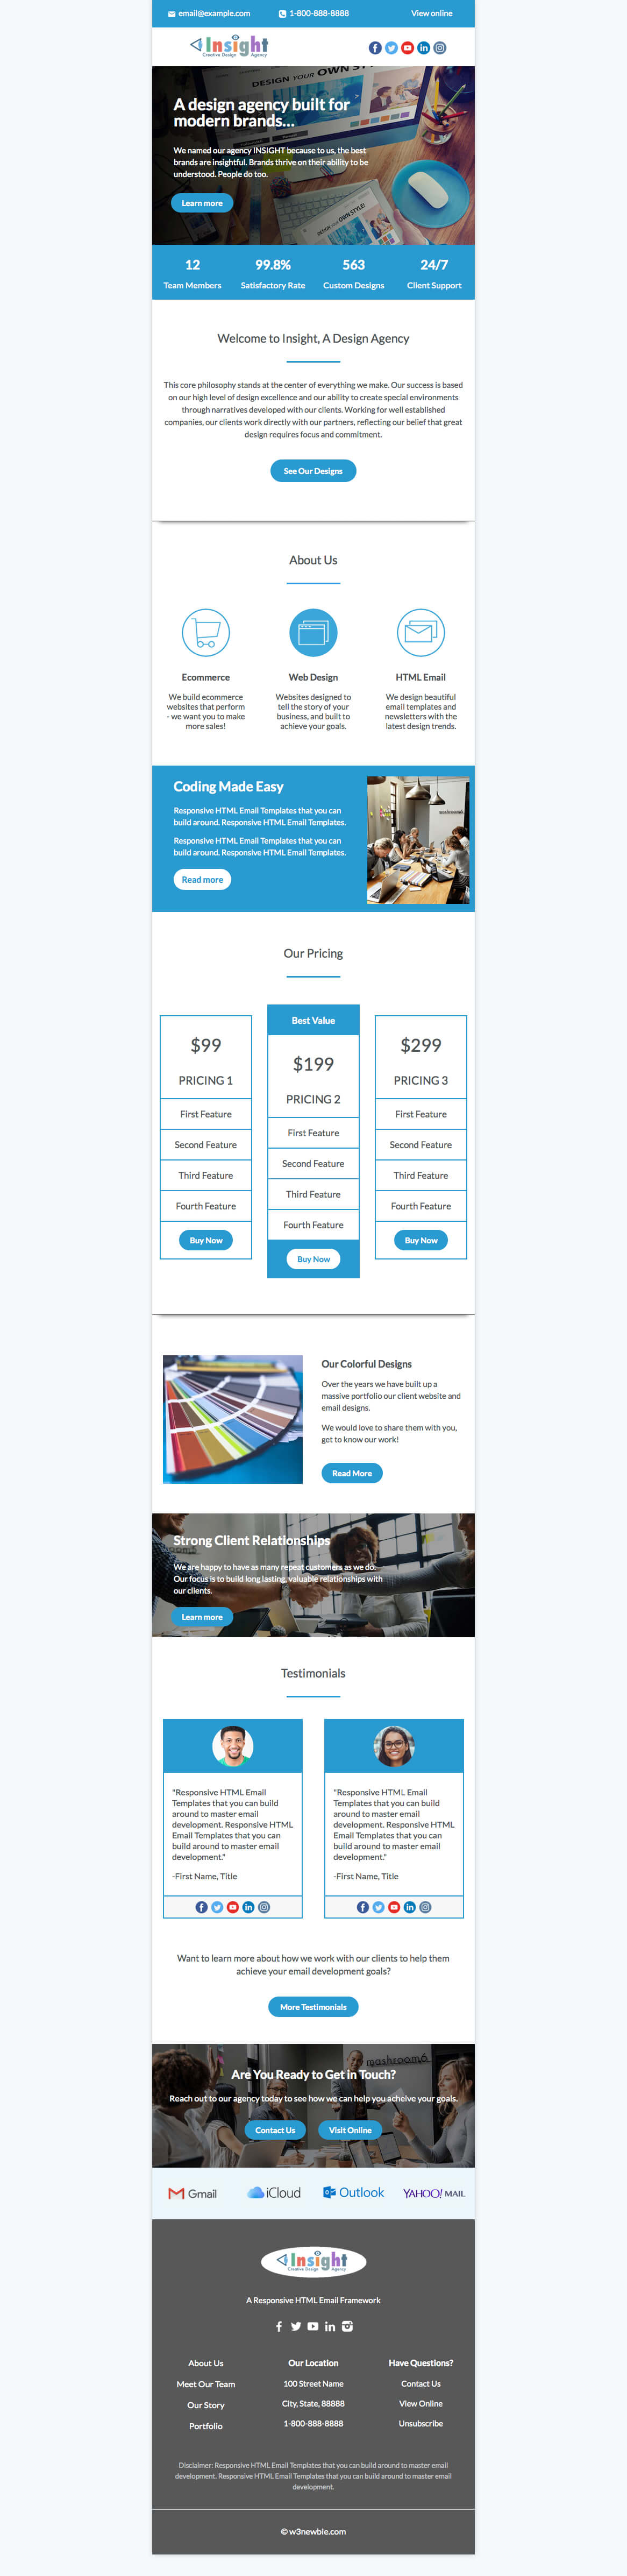 email@example.com
1-800-888-8888
View online
Insight
Creative Design Agency
A design agency built for
modern brands...
We named our agency INSIGHT because to us, the best
brands are insightful. Brands thrive on their ability to be
understood. People do too.
Learn more
DESIGN YOUR OWN STYLE!
DESIGN YOUR OWN STYLE!
12
Team Members
99.8%
Satisfactory Rate
563
Custom Designs
24/7
Client Support
Welcome to Insight, A Design Agency
This core philosophy stands at the center of everything we make. Our success is based
on our high level of design excellence and our ability to create special environments
through narratives developed with our clients. Working for well established
companies, our clients work directly with our partners, reflecting our belief that great
design requires focus and commitment.
See Our Designs
About Us
Ecommerce
We build ecommerce
websites that perform
- we want you to make
more sales!
Web Design
Websites designed to
tell the story of your
business, and built to
achieve your goals.
HTML Email
We design beautiful
email templates and
newsletters with the
latest design trends.
Coding Made Easy
Responsive HTML Email Templates that you can
build around. Responsive HTML Email Templates.
Responsive HTML Email Templates that you can
build around. Responsive HTML Email Templates.
Read more
Our Pricing
$99
PRICING 1
First Feature
Second Feature
Third Feature
Fourth Feature
Buy Now
Best Value
$199
PRICING 2
First Feature
Second Feature
Third Feature
Fourth Feature
Buy Now
$299
PRICING 3
First Feature
Second Feature
Third Feature
Fourth Feature
Buy Now
Our Colorful Designs
Over the years we have built up a
massive portfolio our client website and
email designs.
We would love to share them with you,
get to know our work!
Read More
Strong Client Relationships
We are happy to have as many repeat customers as we do.
Our focus is to build long lasting, valuable relationships with
our clients.
Learn more
Testimonials
"Responsive HTML Email
Templates that you can build
around to master email
development. Responsive HTML
Email Templates that you can
build around to master email
development."
-First Name, Title
"Responsive HTML Email
Templates that you can build
around to master email
development. Responsive HTML
Email Templates that you can
build around to master email
development."
-First Name, Title
Want to learn more about how we work with our clients to help them
achieve your email development goals?
More Testimonials
mashroom6
Are You Ready to Get in Touch?
Reach out to our agency today to see how we can help you acheive your goals.
Contact Us
Visit Online
Gmail
iCloud
Outlook
YAHOO! MAIL
Insight
Creative Design Agency
A Responsive HTML Email Framework
About Us
Meet Our Team
Our Story
Portfolio
Our Location
100 Street Name
City, State, 88888
1-800-888-8888
Have Questions?
Contact Us
View Online
Unsubscribe
Disclaimer: Responsive HTML Email Templates that you can build around to master email
development. Responsive HTML Email Templates that you can build around to master email
development.
© w3newbie.com